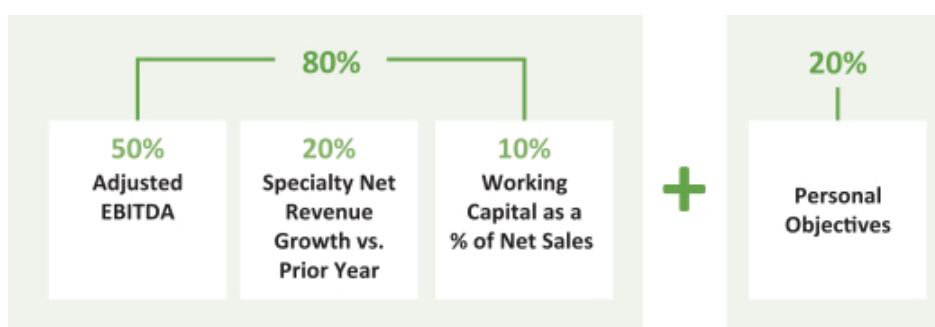 80%
50%
Adjusted
EBITDA
20%
Specialty Net
Revenue
Growth vs.
Prior Year
10%
Working
Capital as a
% of Net Sales
+
20%
Personal
Objectives